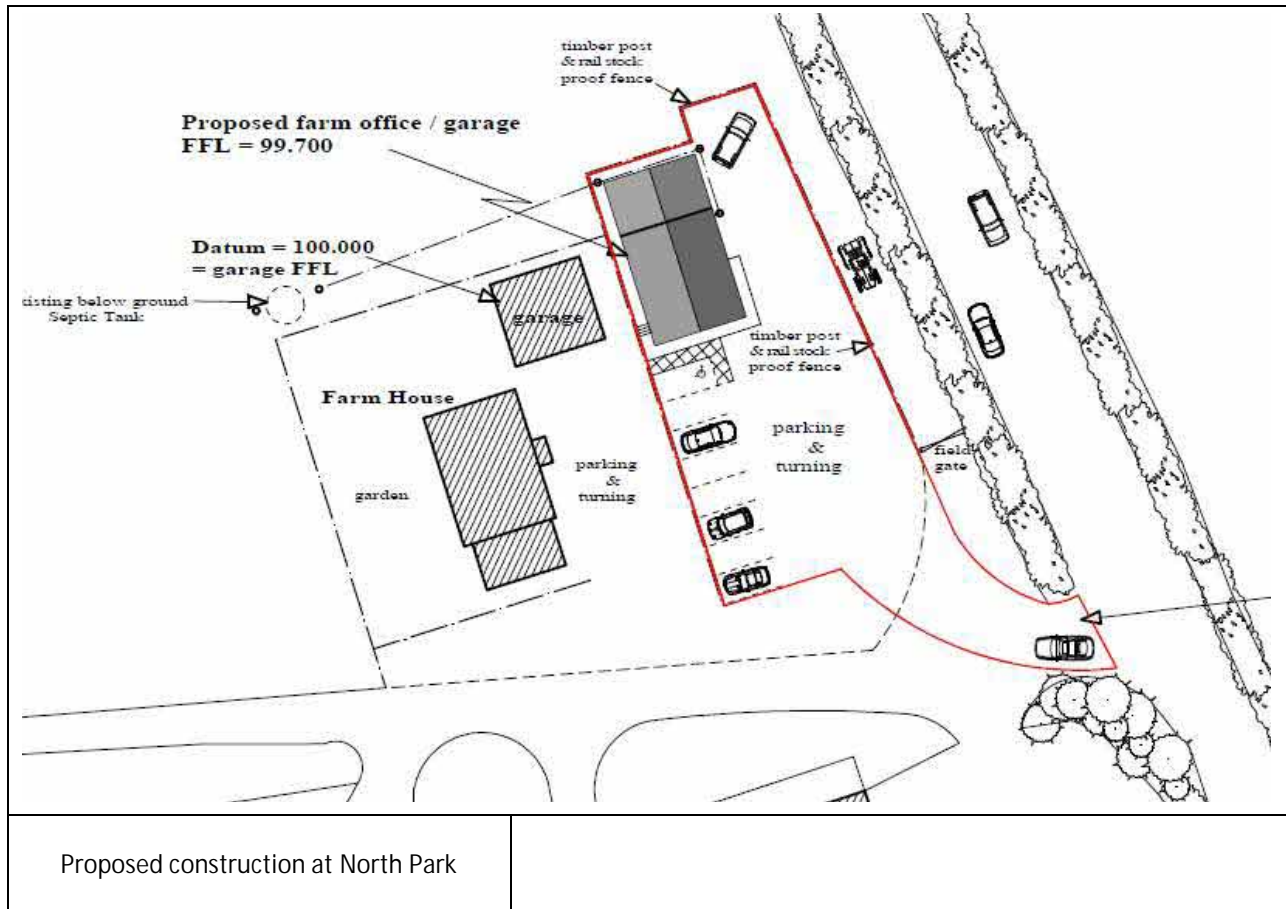 timber post
& rail stock
proof fence
Proposed farm office / garage
FFL = 99.700
Datum = 100.000
= garage FFL
xisting below ground
Septic Tank
garage
timber post
& rail stock
proof fence
Farm House
parking
&
turning
field
gate
garden
parking
&
turning
Proposed construction at North Park